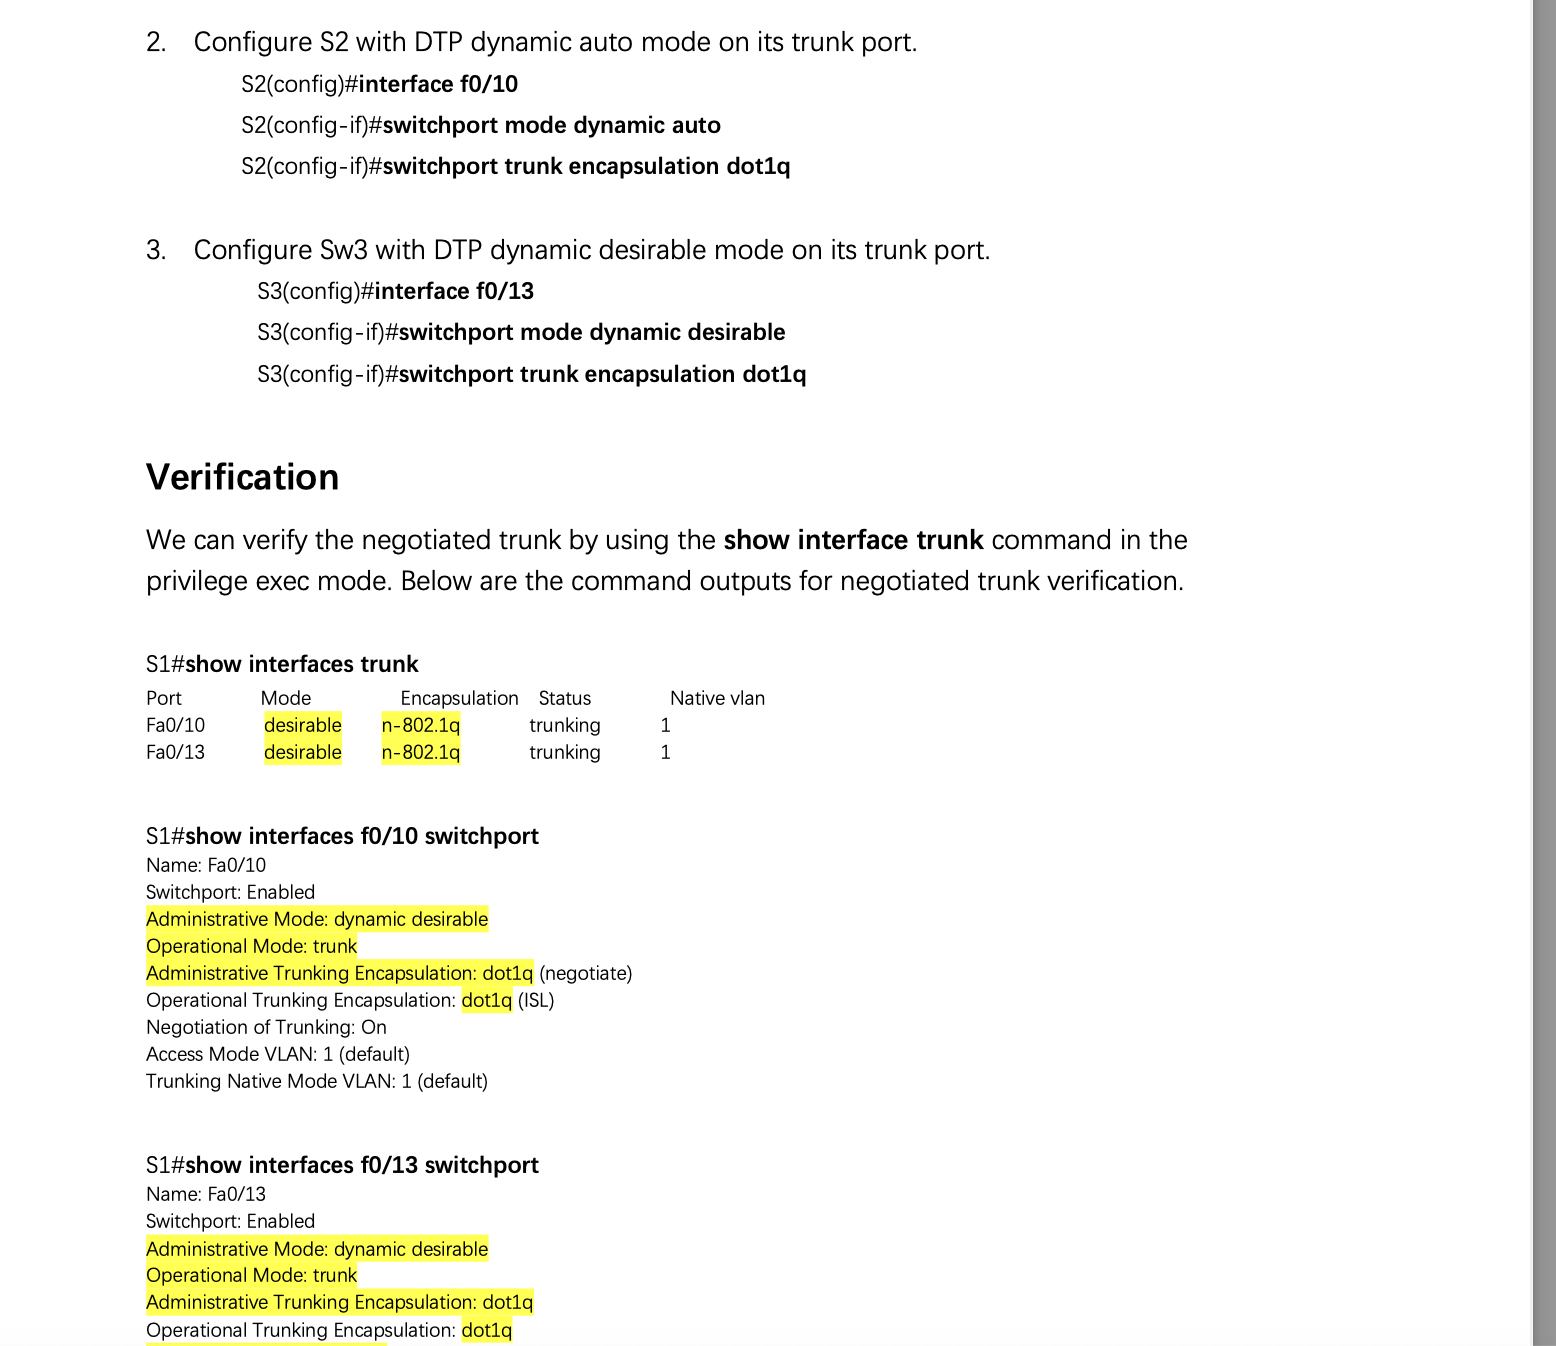 2. Configure S2 with DTP dynamic auto mode on its trunk port.
S2(config)#interface f0/10
S2(config-if)#switchport mode dynamic auto
S2(config-if)#switchport trunk encapsulation dot1q
3. Configure Sw3 with DTP dynamic desirable mode on its trunk port.
S3(config)#interface f0/13
S3(config-if)#switchport mode dynamic desirable
S3(config-if)#switchport trunk encapsulation dot1q
Verification
We can verify the negotiated trunk by using the show interface trunk command in the
privilege exec mode. Below are the command outputs for negotiated trunk verification.
S1#show interfaces trunk
Port Mode Encapsulation Status Native vlan
Fa0/10 desirable n-802.1q trunking 1
Fa0/13 desirable n-802.1q trunking 1
S1#show interfaces f0/10 switchport
Name: Fa0/10
Switchport: Enabled
Administrative Mode: dynamic desirable
Operational Mode: trunk
Administrative Trunking Encapsulation: dot1q (negotiate)
Operational Trunking Encapsulation: dot1q (ISL)
Negotiation of Trunking: On
Access Mode VLAN: 1 (default)
Trunking Native Mode VLAN: 1 (default)
S1#show interfaces f0/13 switchport
Name: Fa0/13
Switchport: Enabled
Administrative Mode: dynamic desirable
Operational Mode: trunk
Administrative Trunking Encapsulation: dot1q
Operational Trunking Encapsulation: dot1q